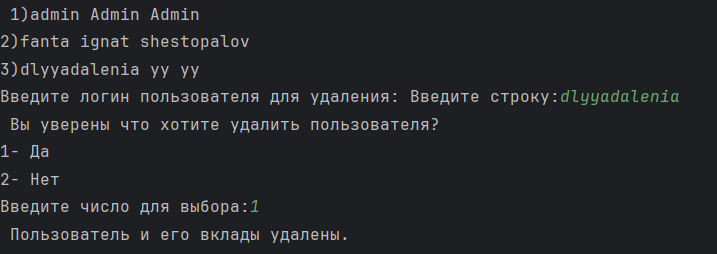 1)admin Admin Admin
2)fanta ignat shestopalov
3)dlyyadalenia yy yy
Введите логин пользователя для удаления: Введите строку:dlyyadalenia
Вы уверены что хотите удалить пользователя?
1- Да
2- Нет
Введите число для выбора:1
Пользователь и его вклады удалены.